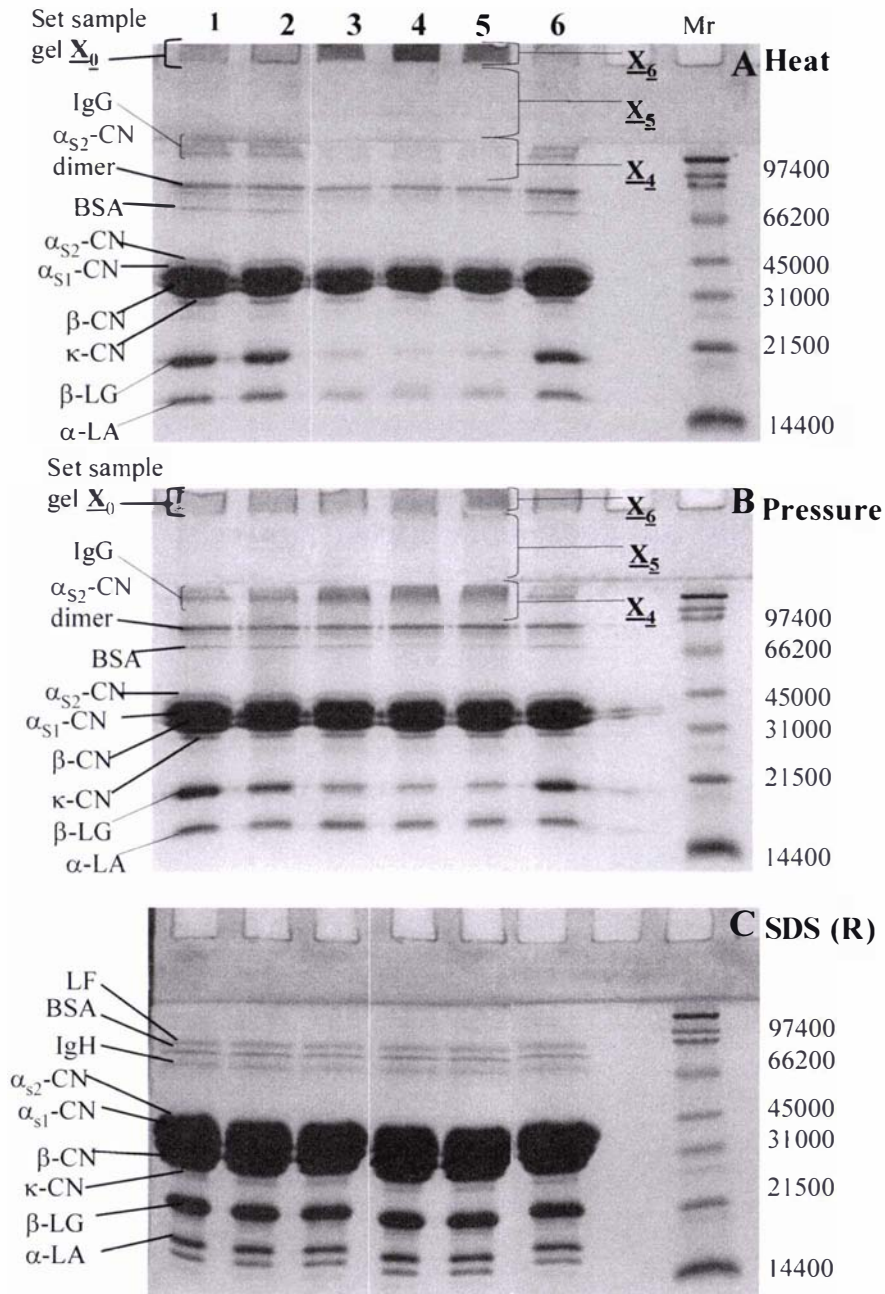 Set sample
gel X0
1 2 3 4 5 6 Mr
A Heat
X6
X5
X4
IgG
αS2-CN
dimer
BSA
αS2-CN
αS1-CN
β-CN
κ-CN
β-LG
α-LA
97400
66200
45000
31000
21500
14400
Set sample
gel X0
B Pressure
X6
X5
X4
IgG
αS2-CN
dimer
BSA
αS2-CN
αS1-CN
β-CN
κ-CN
β-LG
α-LA
97400
66200
45000
31000
21500
14400
C SDS (R)
LF
BSA
IgH
αs2-CN
αs1-CN
β-CN
κ-CN
β-LG
α-LA
97400
66200
45000
31000
21500
14400